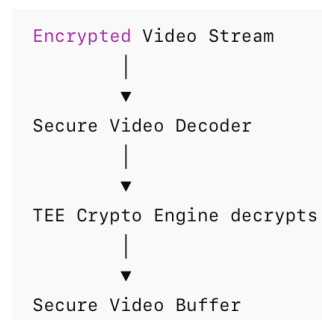 Encrypted Video Stream
│
▼
Secure Video Decoder
│
▼
TEE Crypto Engine decrypts
│
▼
Secure Video Buffer